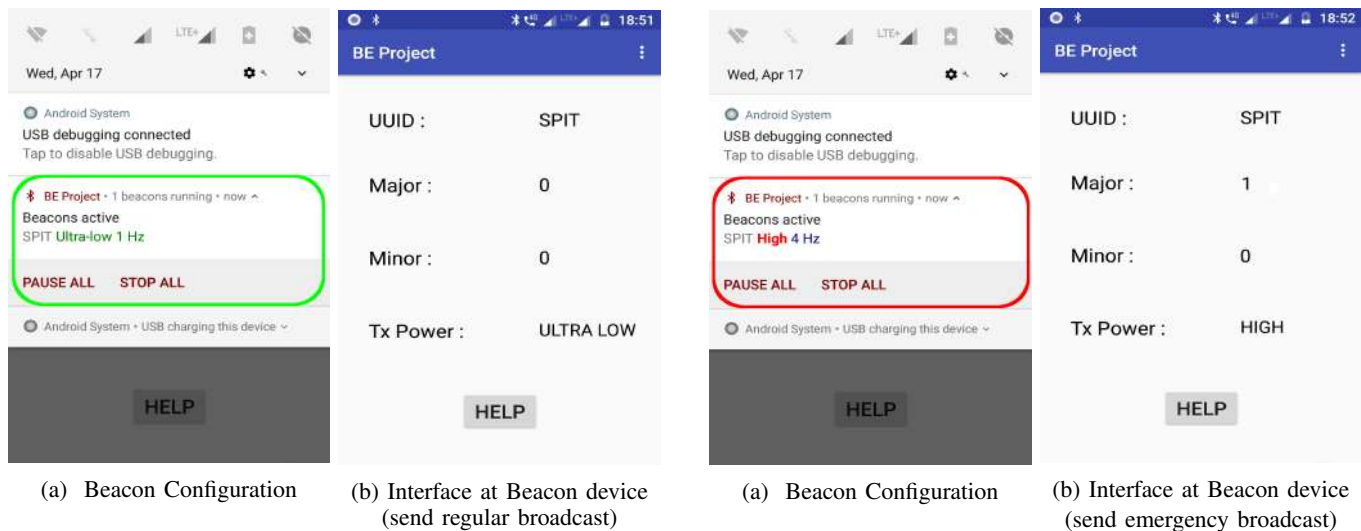 LTE+
Wed, Apr 17
Android System
USB debugging connected
Tap to disable USB debugging.
BE Project • 1 beacons running • now
Beacons active
SPIT Ultra-low 1 Hz
PAUSE ALL STOP ALL
Android System • USB charging this device
HELP
(a) Beacon Configuration
4G LTE+ 18:51
BE Project
UUID : SPIT
Major : 0
Minor : 0
Tx Power : ULTRA LOW
HELP
(b) Interface at Beacon device
(send regular broadcast)
LTE+
Wed, Apr 17
Android System
USB debugging connected
Tap to disable USB debugging.
BE Project • 1 beacons running • now
Beacons active
SPIT High 4 Hz
PAUSE ALL STOP ALL
Android System • USB charging this device
HELP
(a) Beacon Configuration
4G LTE+ 18:52
BE Project
UUID : SPIT
Major : 1
Minor : 0
Tx Power : HIGH
HELP
(b) Interface at Beacon device
(send emergency broadcast)